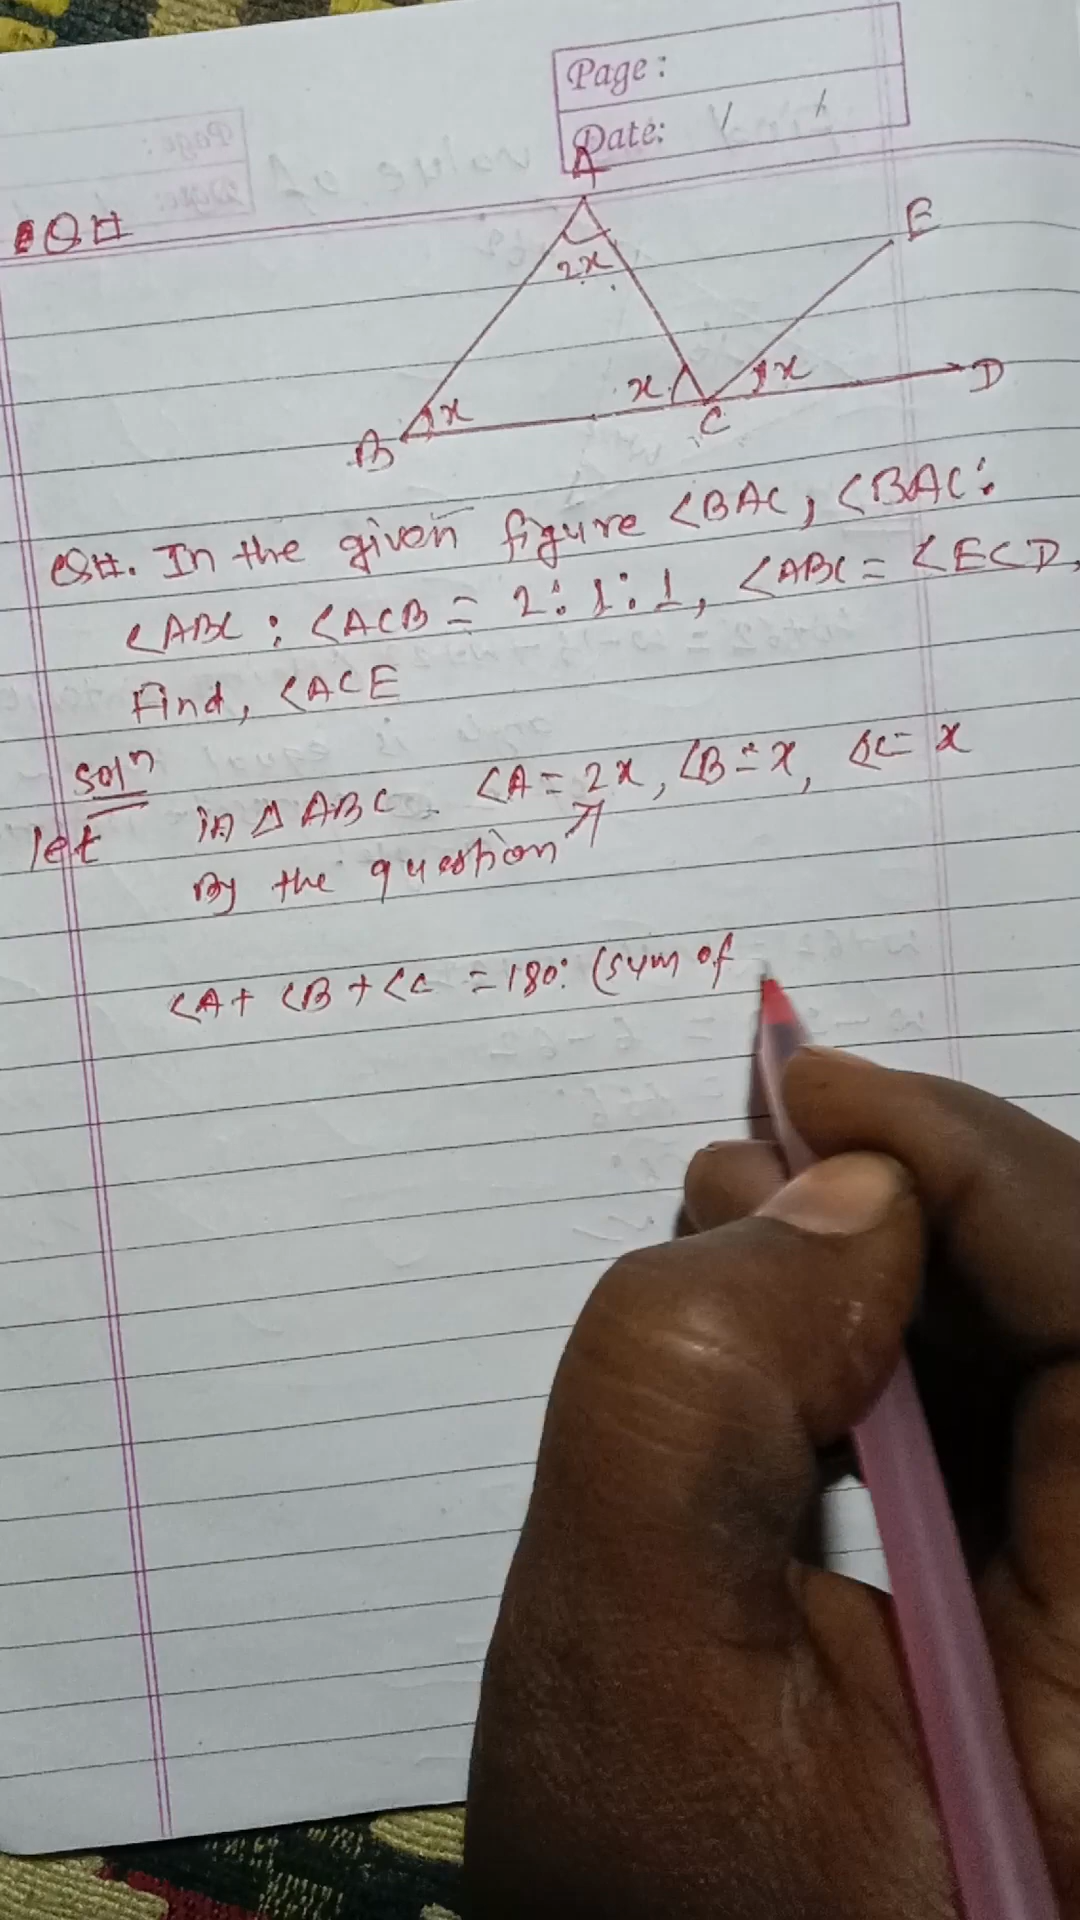 Page:
Date: / /
Q#
A
E
2x
x
x
x
B
C
D
QH. In the given figure <BAC, <BAC:
<ABC : <ACB = 2:1:1, <ABC = <ECD,
Find, <ACE
Solⁿ
let in △ABC <A = 2x, <B = x, <C = x
By the question
<A + <B + <C = 180° (sum of